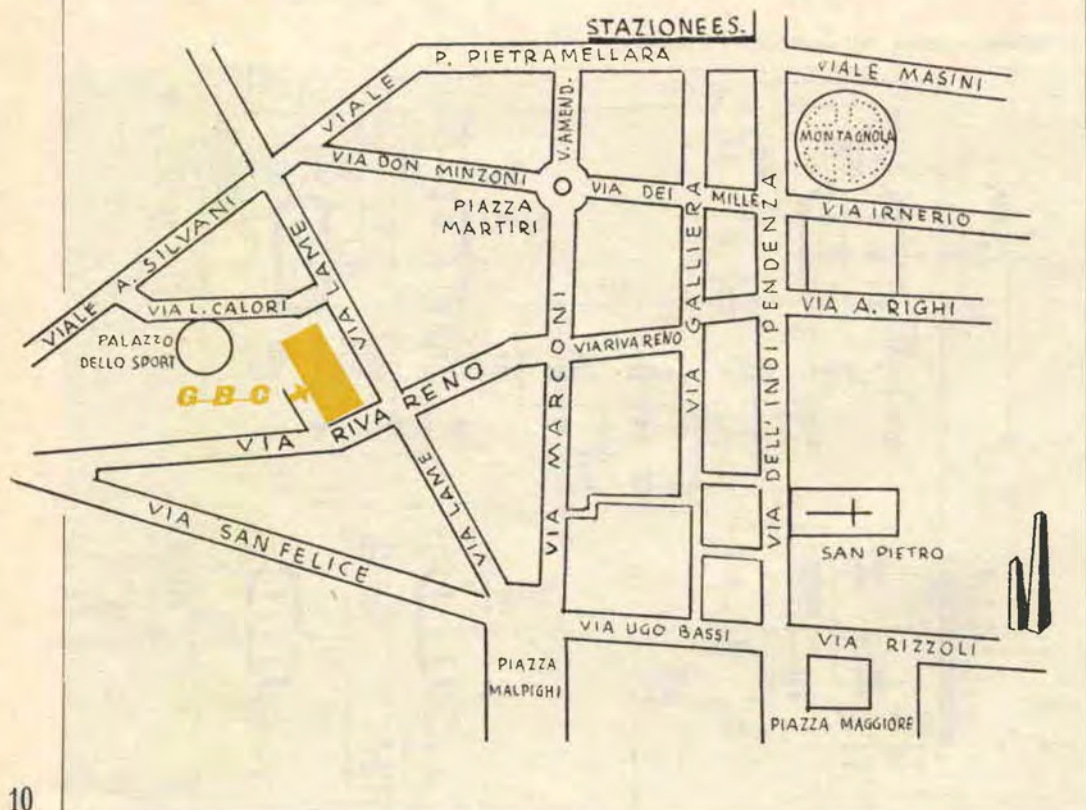 STAZIONE ES.
P. PIETRAMELLARA
VIALE
VIALE MASINI
V. AMEND.
MONTAGNOLA
VIA DON MINZONI
VIA DEI MILLE
VIA IRNERIO
PIAZZA
MARTIRI
VIALE A. SILVANI
VIA LAME
VIA L. CALORI
VIA GALLIERA
VIA DELL'INDIPENDENZA
VIA A. RIGHI
PALAZZO
DELLO SPORT
GBC
VIA RIVA RENO
VIA RIVA RENO
VIA MARCONI
VIA LAME
VIA SAN FELICE
SAN PIETRO
VIA UGO BASSI
VIA RIZZOLI
PIAZZA
MALPIGHI
PIAZZA MAGGIORE
10